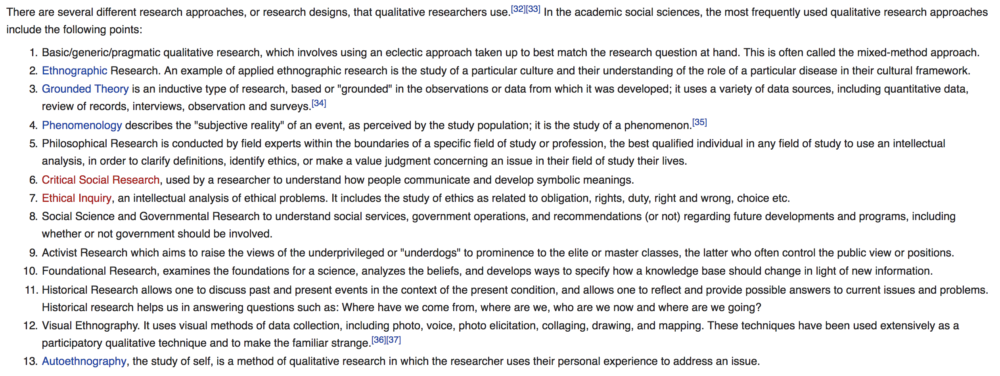 There are several different research approaches, or research designs, that qualitative researchers use.[32][33] In the academic social sciences, the most frequently used qualitative research approaches
include the following points:
1. Basic/generic/pragmatic qualitative research, which involves using an eclectic approach taken up to best match the research question at hand. This is often called the mixed-method approach.
2. Ethnographic Research. An example of applied ethnographic research is the study of a particular culture and their understanding of the role of a particular disease in their cultural framework.
3. Grounded Theory is an inductive type of research, based or "grounded" in the observations or data from which it was developed; it uses a variety of data sources, including quantitative data,
review of records, interviews, observation and surveys.[34]
4. Phenomenology describes the "subjective reality" of an event, as perceived by the study population; it is the study of a phenomenon.[35]
5. Philosophical Research is conducted by field experts within the boundaries of a specific field of study or profession, the best qualified individual in any field of study to use an intellectual
analysis, in order to clarify definitions, identify ethics, or make a value judgment concerning an issue in their field of study their lives.
6. Critical Social Research, used by a researcher to understand how people communicate and develop symbolic meanings.
7. Ethical Inquiry, an intellectual analysis of ethical problems. It includes the study of ethics as related to obligation, rights, duty, right and wrong, choice etc.
8. Social Science and Governmental Research to understand social services, government operations, and recommendations (or not) regarding future developments and programs, including
whether or not government should be involved.
9. Activist Research which aims to raise the views of the underprivileged or "underdogs" to prominence to the elite or master classes, the latter who often control the public view or positions.
10. Foundational Research, examines the foundations for a science, analyzes the beliefs, and develops ways to specify how a knowledge base should change in light of new information.
11. Historical Research allows one to discuss past and present events in the context of the present condition, and allows one to reflect and provide possible answers to current issues and problems.
Historical research helps us in answering questions such as: Where have we come from, where are we, who are we now and where are we going?
12. Visual Ethnography. It uses visual methods of data collection, including photo, voice, photo elicitation, collaging, drawing, and mapping. These techniques have been used extensively as a
participatory qualitative technique and to make the familiar strange.[36][37]
13. Autoethnography, the study of self, is a method of qualitative research in which the researcher uses their personal experience to address an issue.